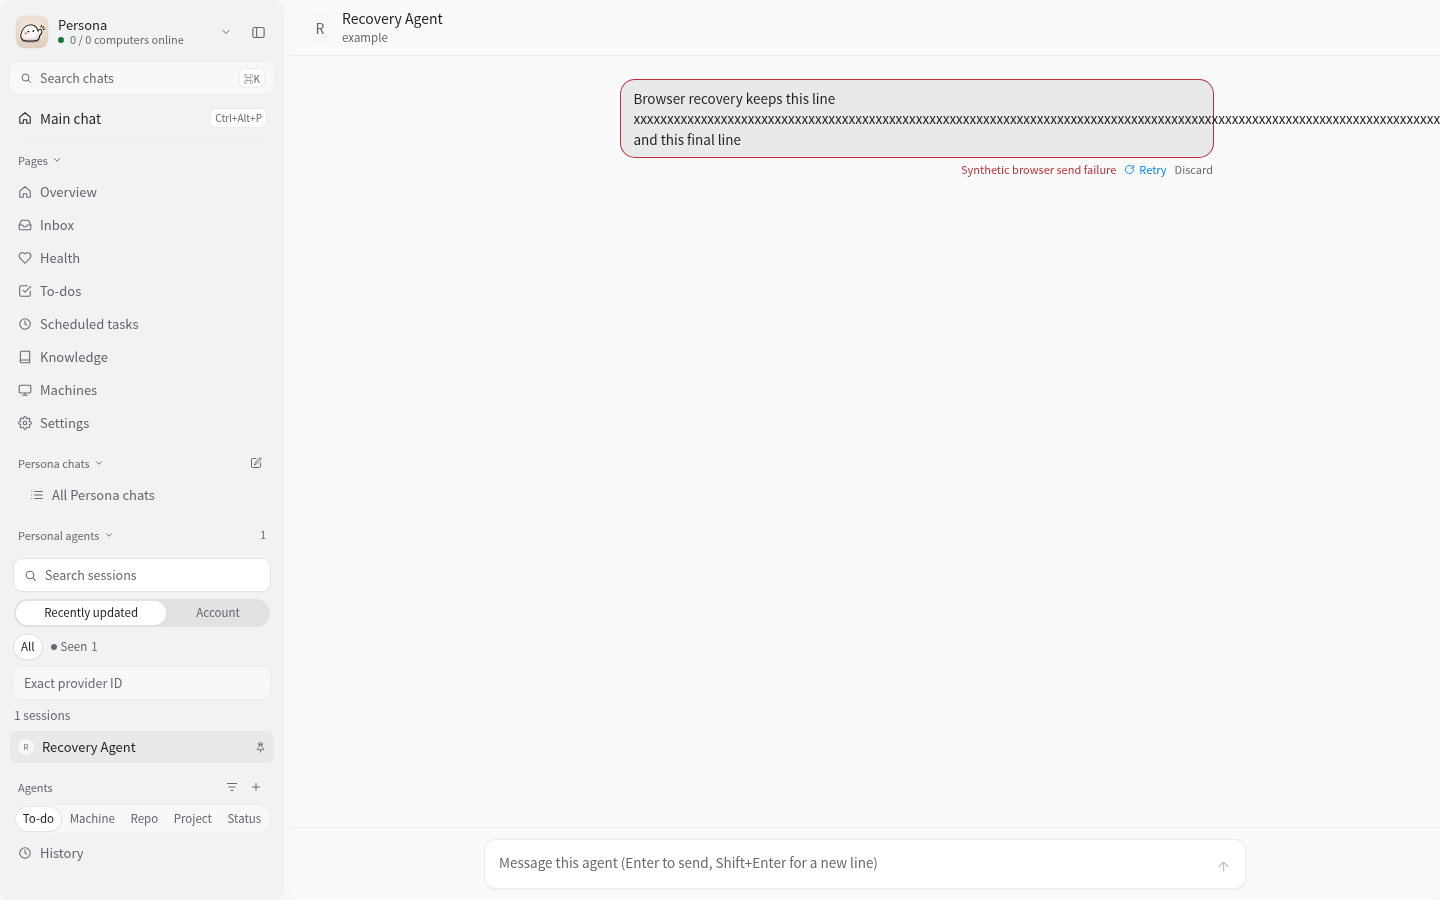 Persona
0 / 0 computers online
Search chats
⌘K
Main chat
Ctrl+Alt+P
Pages
Overview
Inbox
Health
To-dos
Scheduled tasks
Knowledge
Machines
Settings
Persona chats
All Persona chats
Personal agents
1
Search sessions
Recently updated
Account
All
Seen 1
Exact provider ID
1 sessions
R
Recovery Agent
Agents
To-do
Machine
Repo
Project
Status
History
R
Recovery Agent
example
Browser recovery keeps this line
xxxxxxxxxxxxxxxxxxxxxxxxxxxxxxxxxxxxxxxxxxxxxxxxxxxxxxxxxxxxxxxxxxxxxxxxxxxxxxxxxxxxxxxxxxxxxxxxxxxxxxxxxxxxxxxxxxxxxxxx
and this final line
Synthetic browser send failure
Retry
Discard
Message this agent (Enter to send, Shift+Enter for a new line)